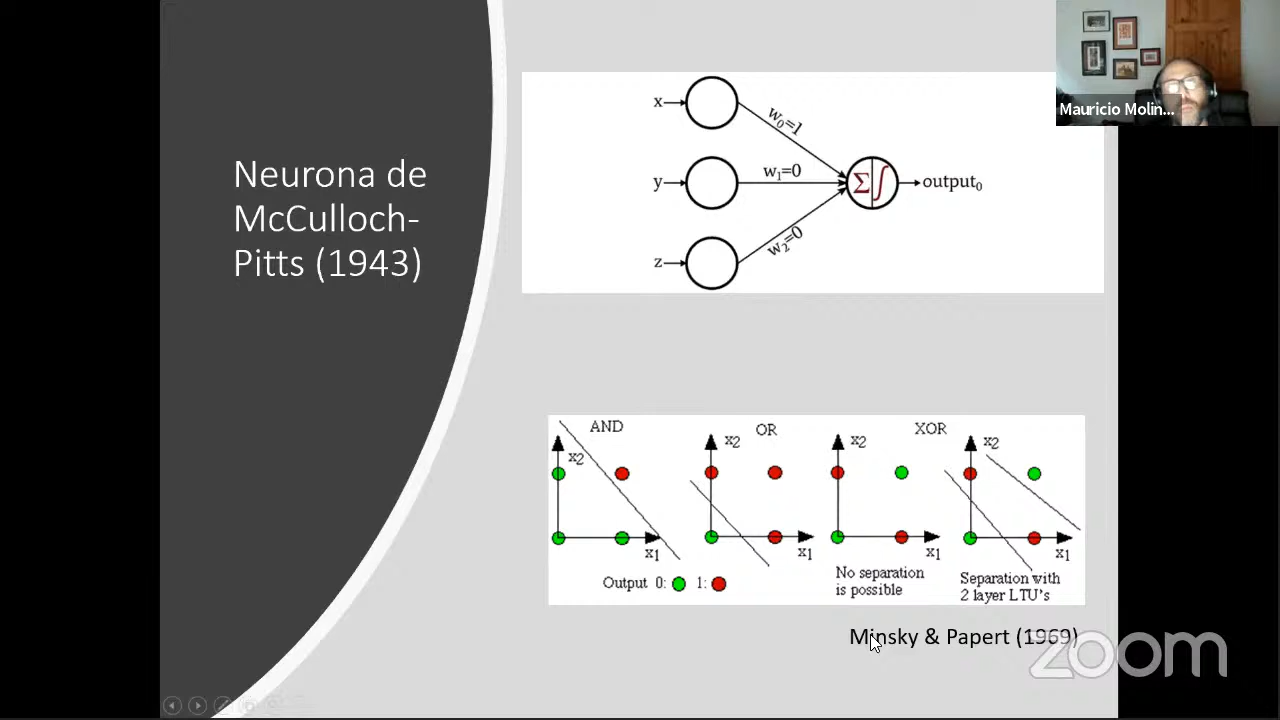 Neurona de
McCulloch-
Pitts (1943)
x
w₀=1
y
w₁=0
Σ∫
output₀
z
w₂=0
Mauricio Molin...
AND
OR
XOR
x2
x2
x2
x2
x1
x1
x1
x1
Output 0: 1:
No separation
is possible
Separation with
2 layer LTU's
Minsky & Papert (1969)
zoom